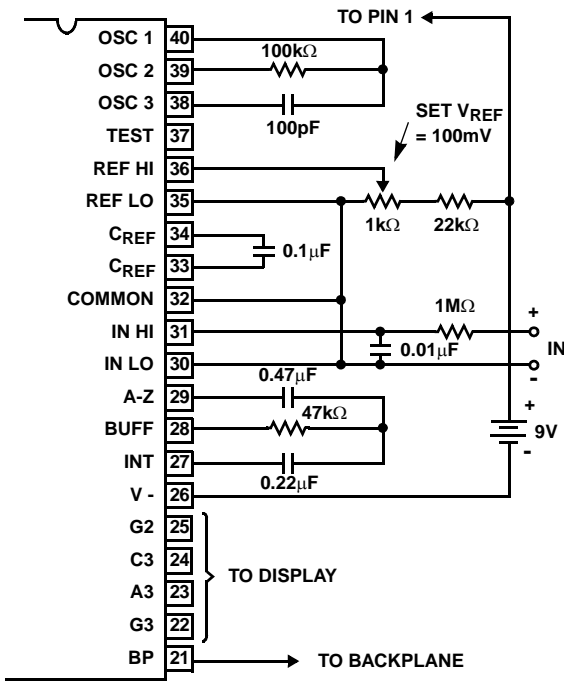 TO PIN 1
OSC 1 40
100kΩ
OSC 2 39
OSC 3 38
100pF
SET VREF
= 100mV
TEST 37
REF HI 36
REF LO 35
1kΩ 22kΩ
CREF 34
0.1µF
CREF 33
COMMON 32
1MΩ
+
IN HI 31
IN
0.01µF
IN LO 30
-
0.47µF
A-Z 29
47kΩ
+
BUFF 28
9V
-
INT 27
0.22µF
V - 26
G2 25
C3 24
TO DISPLAY
A3 23
G3 22
BP 21
TO BACKPLANE